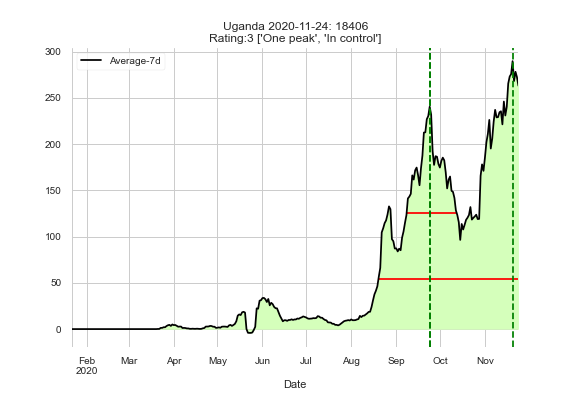 Uganda 2020-11-24: 18406
Rating:3 ['One peak', 'In control']
Average-7d
300
250
200
150
100
50
0
Feb Mar Apr May Jun Jul Aug Sep Oct Nov
2020
Date